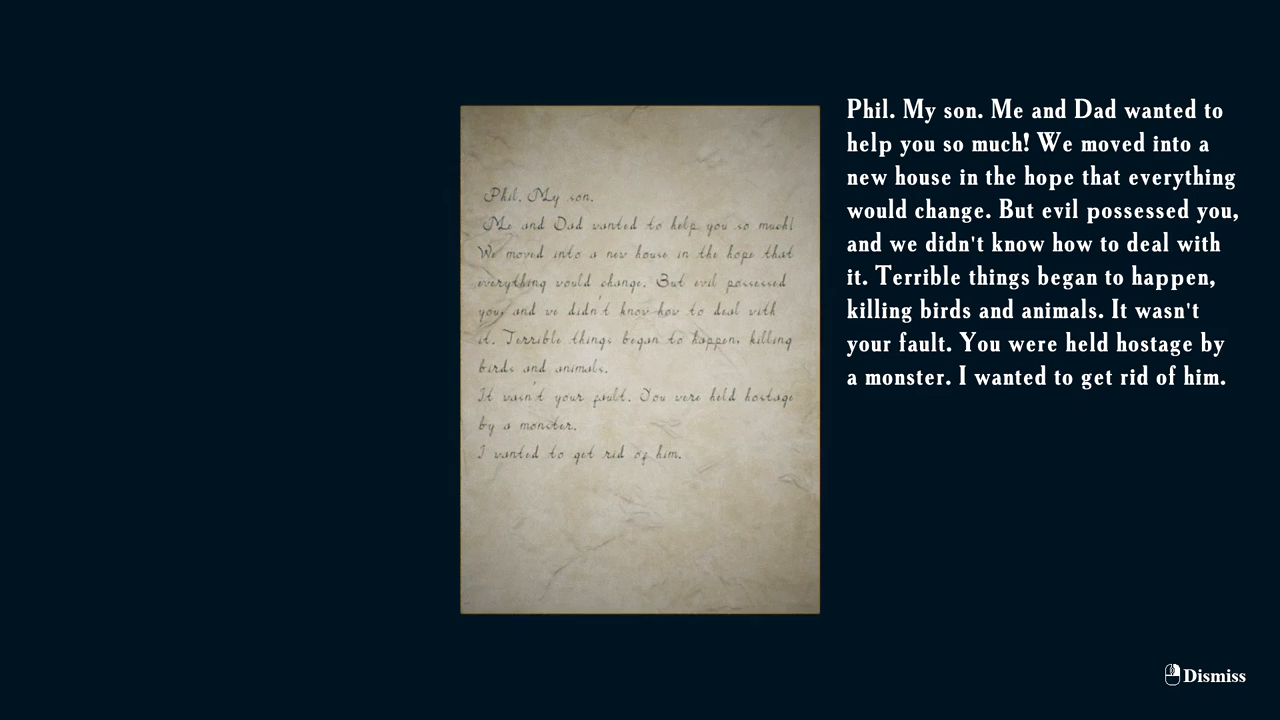 Phil. My son.
Me and Dad wanted to help you so much!
We moved into a new house in the hope that
everything would change. But evil possessed
you, and we didn't know how to deal with
it. Terrible things began to happen, killing
birds and animals.
It wasn't your fault. You were held hostage
by a monster.
I wanted to get rid of him.
Phil. My son. Me and Dad wanted to
help you so much! We moved into a
new house in the hope that everything
would change. But evil possessed you,
and we didn't know how to deal with
it. Terrible things began to happen,
killing birds and animals. It wasn't
your fault. You were held hostage by
a monster. I wanted to get rid of him.
Dismiss